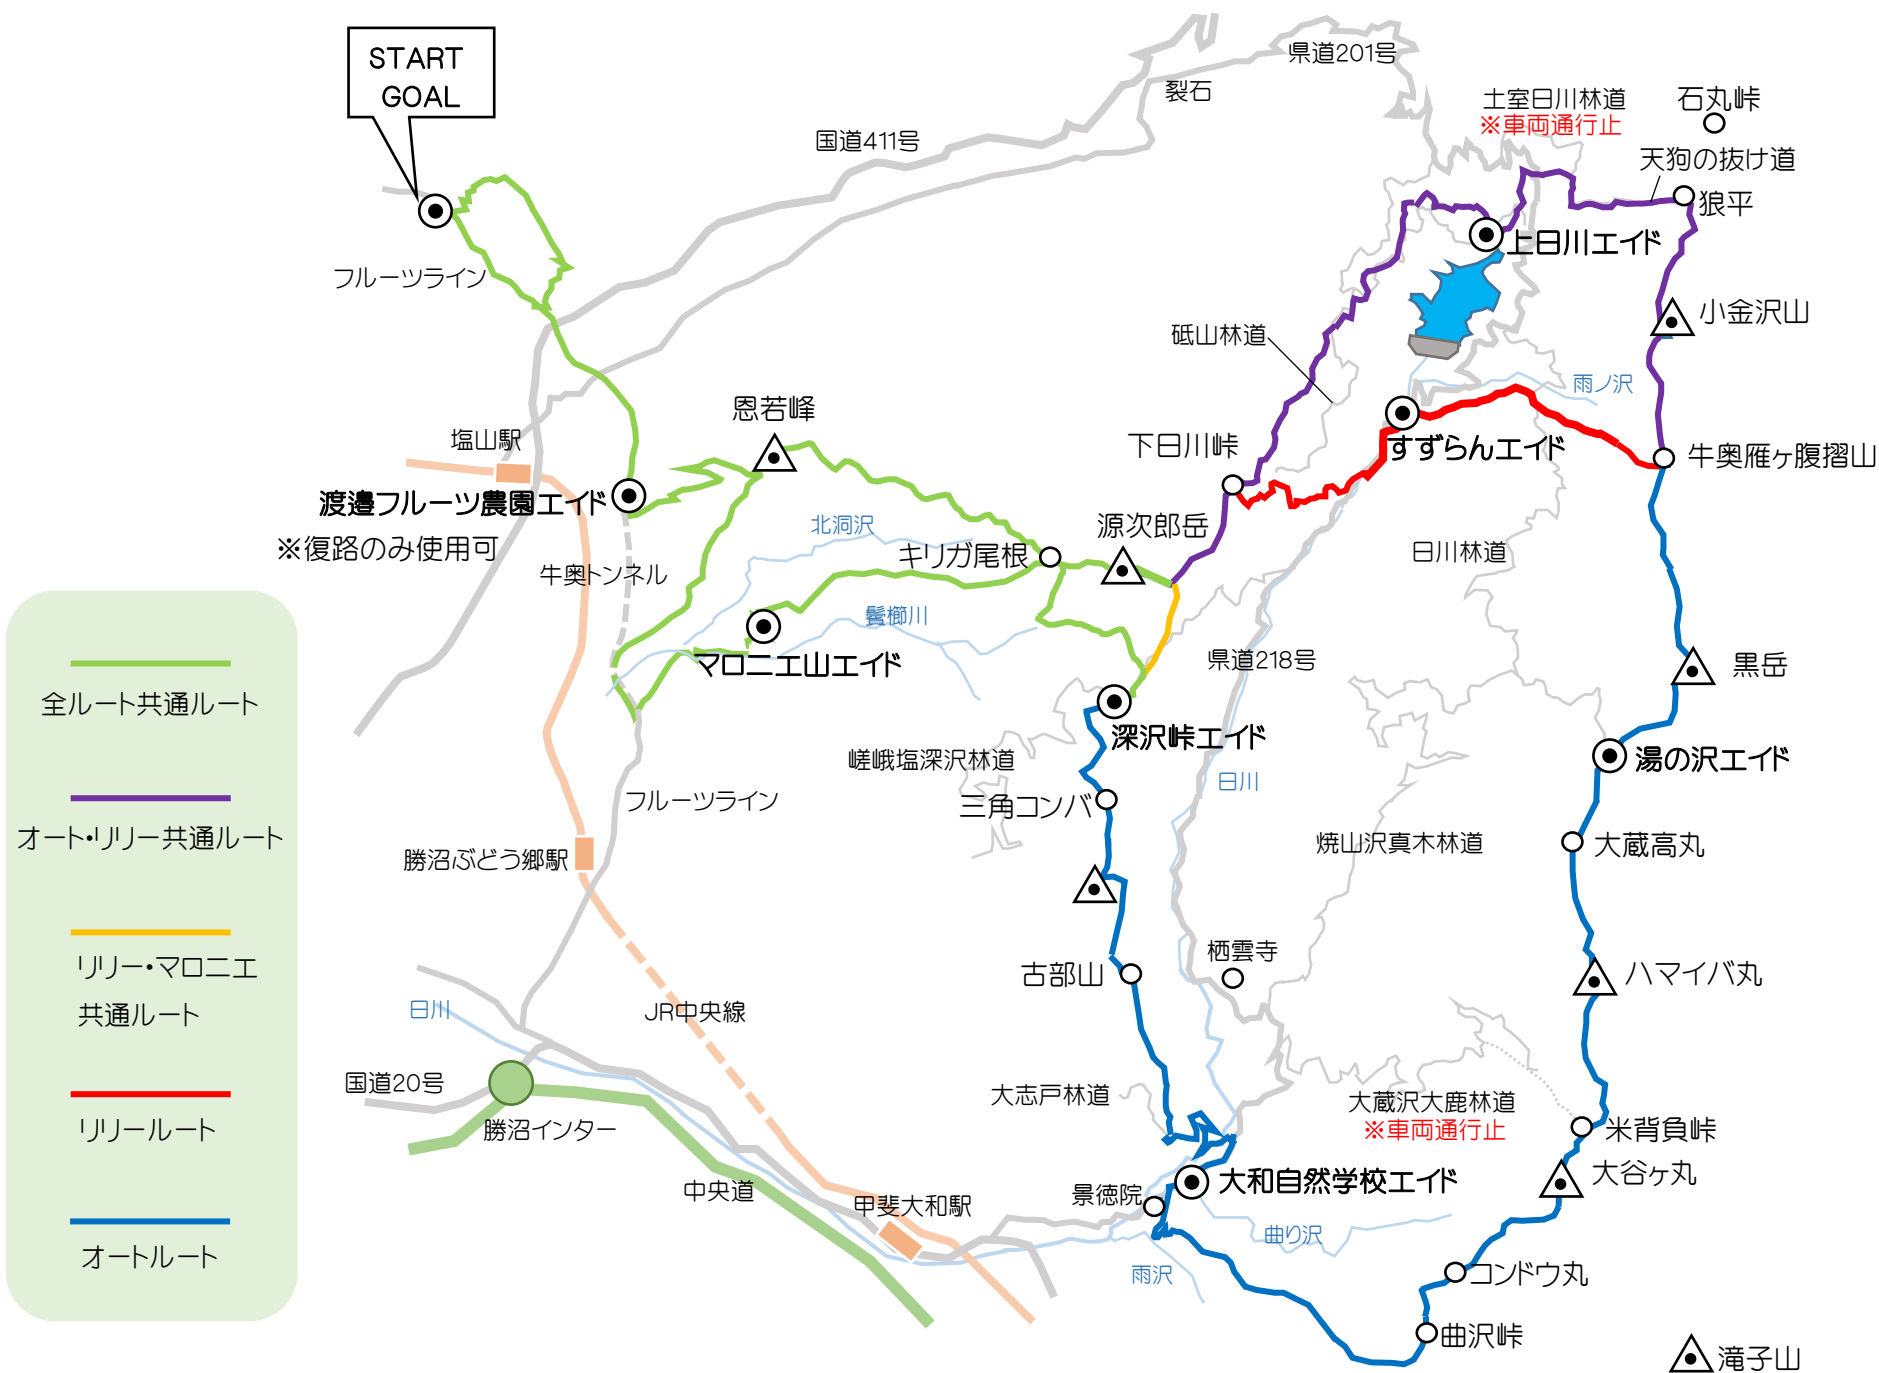 START
GOAL
国道411号
裂石
県道201号
土室日川林道
※車両通行止
石丸峠
天狗の抜け道
狼平
上日川エイド
フルーツライン
小金沢山
砥山林道
雨ノ沢
恩若峰
塩山駅
下日川峠
すずらんエイド
牛奥雁ヶ腹摺山
渡邉フルーツ農園エイド
※復路のみ使用可
北洞沢
源次郎岳
キリガ尾根
日川林道
牛奥トンネル
鬢櫛川
マロニエ山エイド
県道218号
黒岳
全ルート共通ルート
深沢峠エイド
嵯峨塩深沢林道
湯の沢エイド
日川
フルーツライン
三角コンバ
オート・リリー共通ルート
焼山沢真木林道
大蔵高丸
勝沼ぶどう郷駅
リリー・マロニエ
共通ルート
栖雲寺
古部山
ハマイバ丸
日川
JR中央線
国道20号
大志戸林道
大蔵沢大鹿林道
※車両通行止
勝沼インター
リリールート
米背負峠
大谷ヶ丸
中央道
大和自然学校エイド
景徳院
甲斐大和駅
曲り沢
オートルート
雨沢
コンドウ丸
曲沢峠
滝子山